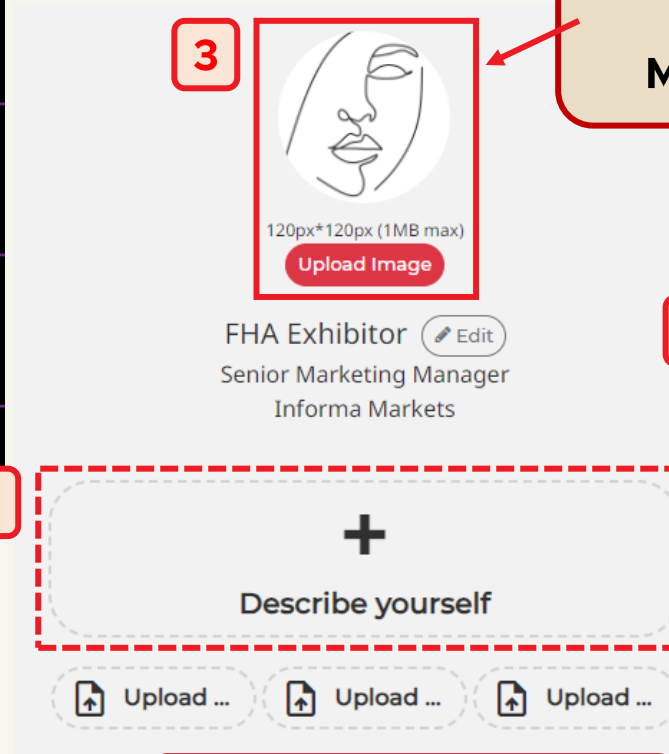 3
M
120px*120px (1MB max)
Upload Image
FHA Exhibitor Edit
Senior Marketing Manager
Informa Markets
+
Describe yourself
Upload ... Upload ... Upload ...